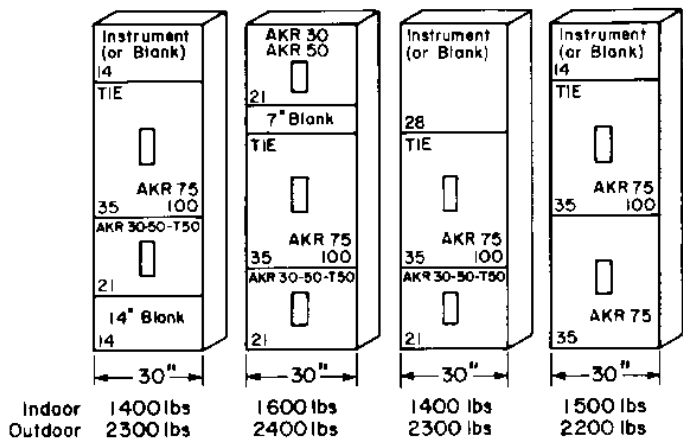 Instrument
(or Blank)
14
TIE
AKR 75
35 100
AKR 30-50-T50
21
14" Blank
14
30"
AKR 30
AKR 50
21
7" Blank
TIE
AKR 75
35 100
AKR 30-50-T50
21
30"
Instrument
(or Blank)
28
TIE
AKR 75
35 100
AKR 30-50-T50
21
30"
Instrument
(or Blank)
14
TIE
AKR 75
35 100
AKR 75
35
30"
Indoor 1400 lbs 1600 lbs 1400 lbs 1500 lbs
Outdoor 2300 lbs 2400 lbs 2300 lbs 2200 lbs